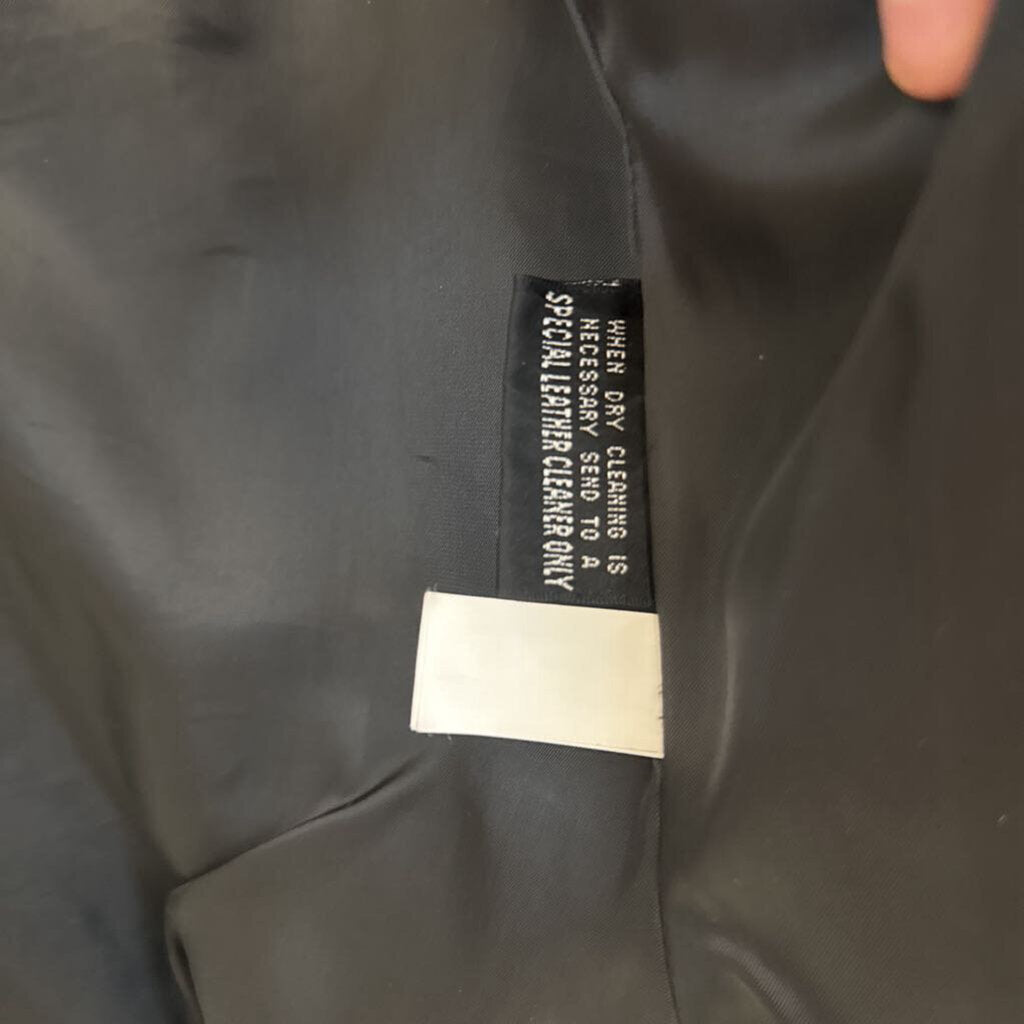 WHEN DRY CLEANING IS
NECESSARY SEND TO A
SPECIAL LEATHER CLEANER ONLY